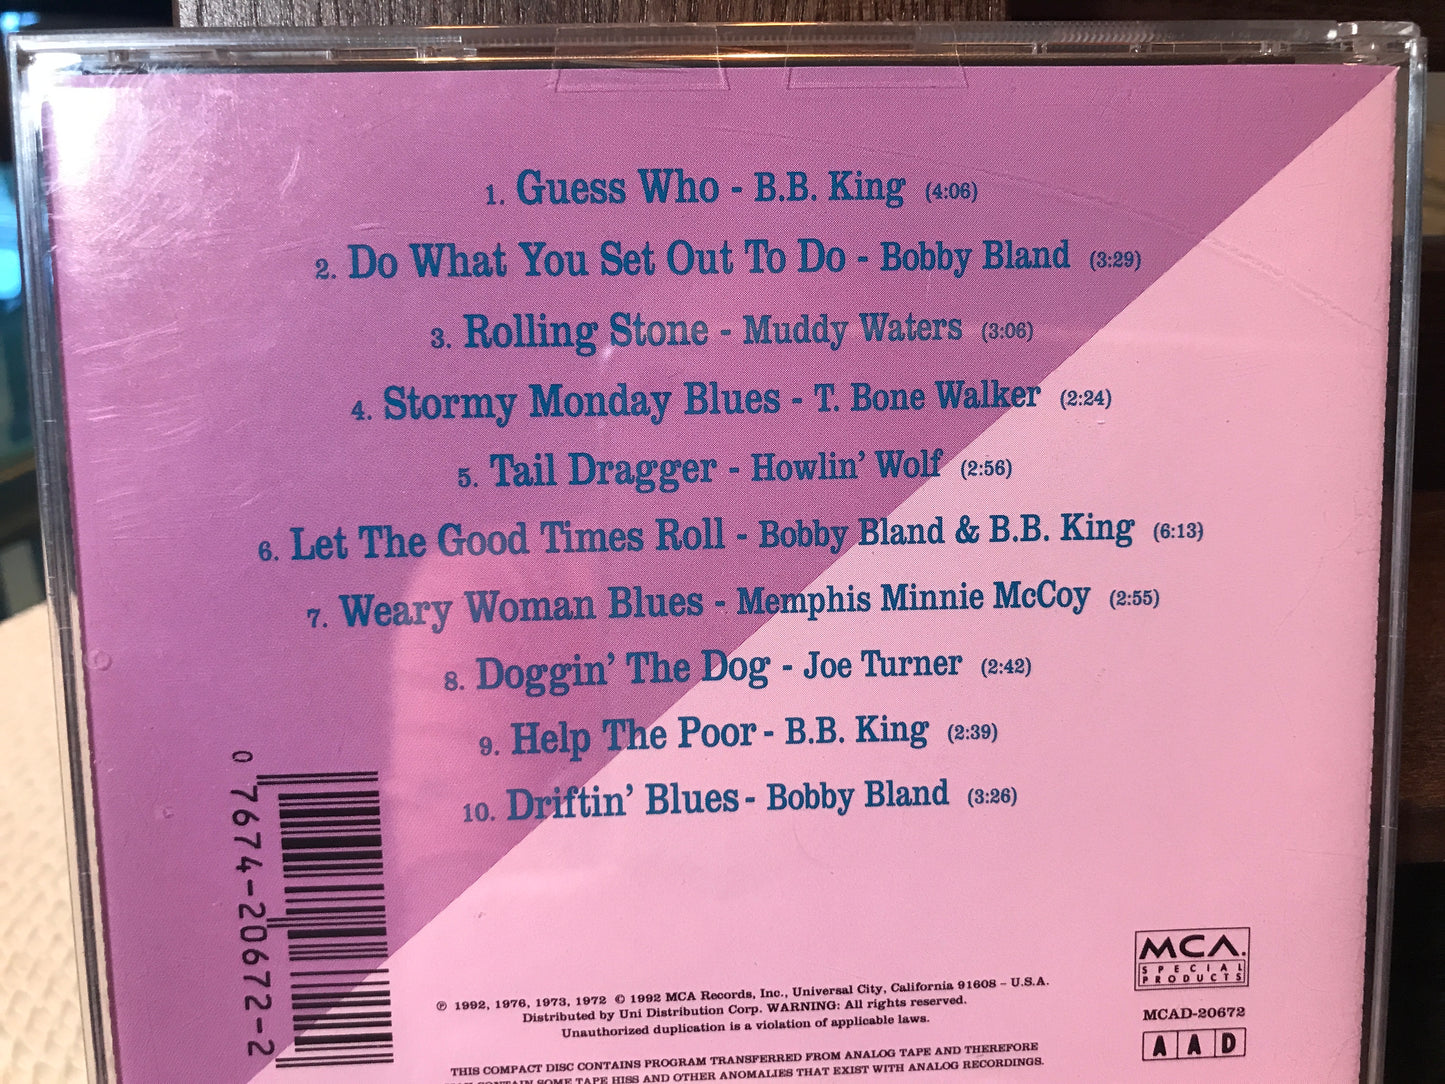 1. Guess Who - B.B. King (4:06)
2. Do What You Set Out To Do - Bobby Bland (3:29)
3. Rolling Stone - Muddy Waters (3:06)
4. Stormy Monday Blues - T. Bone Walker (2:24)
5. Tail Dragger - Howlin' Wolf (2:56)
6. Let The Good Times Roll - Bobby Bland & B.B. King (6:13)
7. Weary Woman Blues - Memphis Minnie McCoy (2:55)
8. Doggin' The Dog - Joe Turner (2:42)
9. Help The Poor - B.B. King (2:39)
10. Driftin' Blues - Bobby Bland (3:26)
0 7674-20672-2
℗ 1992, 1976, 1973, 1972 © 1992 MCA Records, Inc., Universal City, California 91608 – U.S.A.
Distributed by Uni Distribution Corp. WARNING: All rights reserved.
Unauthorized duplication is a violation of applicable laws.
THIS COMPACT DISC CONTAINS PROGRAM TRANSFERRED FROM ANALOG TAPE AND THEREFORE
CONTAIN SOME TAPE HISS AND OTHER ANOMALIES THAT EXIST WITH ANALOG RECORDINGS.
MCA.
SPECIAL
PRODUCTS
MCAD-20672
A A D